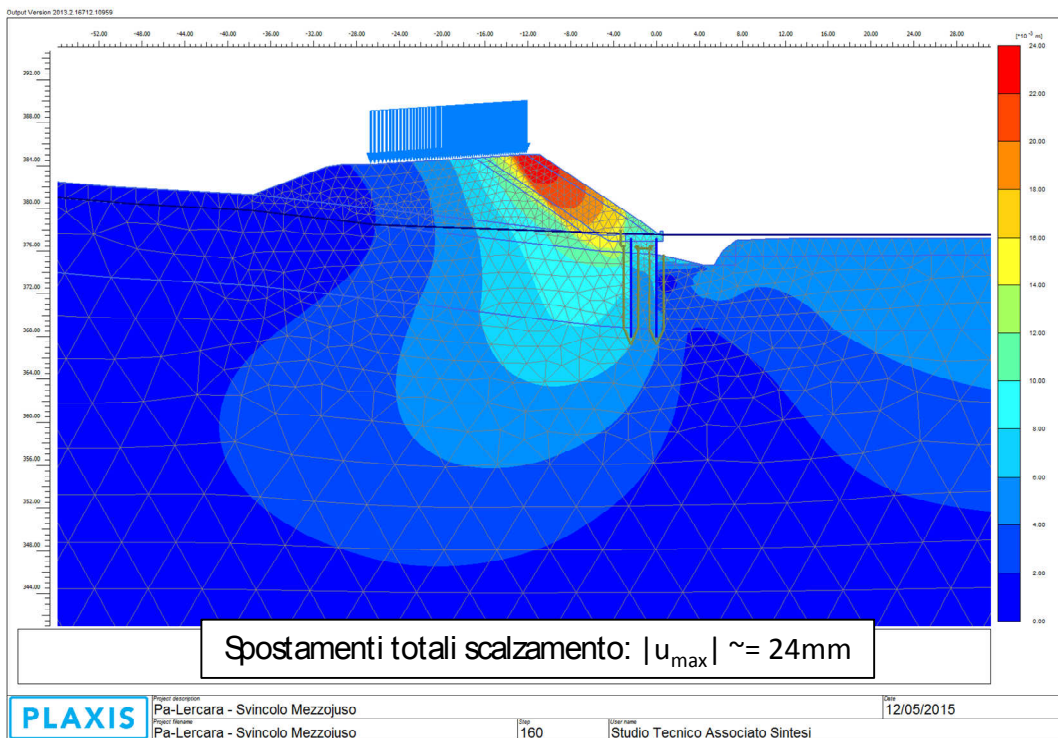 Output Version 2013.2.16712.10959
-52.00 -48.00 -44.00 -40.00 -36.00 -32.00 -28.00 -24.00 -20.00 -16.00 -12.00 -8.00 -4.00 0.00 4.00 8.00 12.00 16.00 20.00 24.00 28.00
[*10⁻³ m]
392.00
388.00
384.00
380.00
376.00
372.00
368.00
364.00
360.00
356.00
352.00
348.00
344.00
24.00
22.00
20.00
18.00
16.00
14.00
12.00
10.00
8.00
6.00
4.00
2.00
0.00
Spostamenti totali scalzamento: |umax| ~= 24mm
PLAXIS
Project description
Pa-Lercara - Svincolo Mezzojuso
Date
12/05/2015
Project filename
Pa-Lercara - Svincolo Mezzojuso
Step
160
User name
Studio Tecnico Associato Sintesi